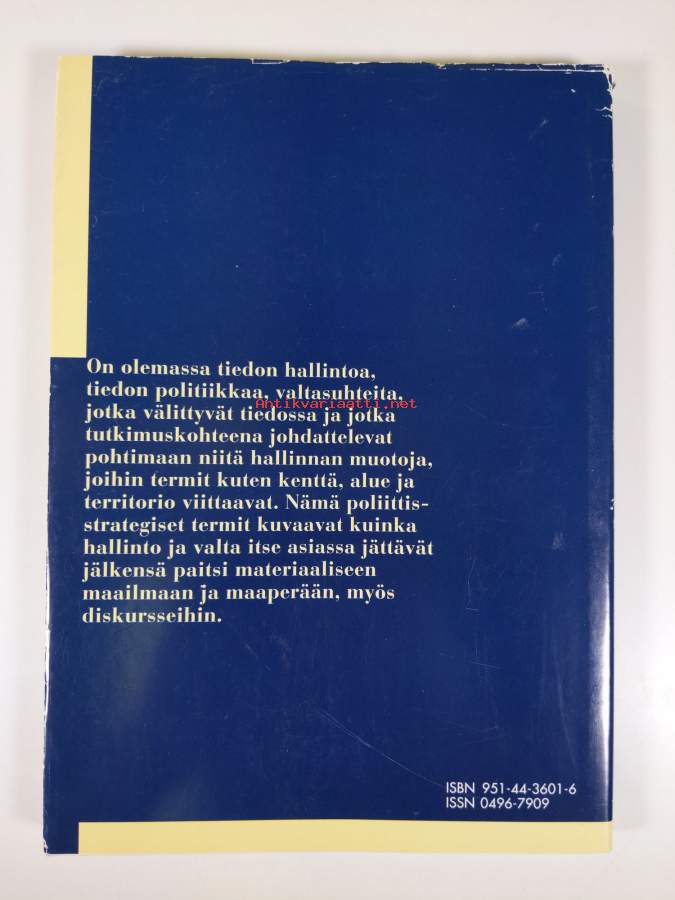 On olemassa tiedon hallintoa,
tiedon politiikkaa, valtasuhteita,
Antikvariaatti.net
jotka välittyvät tiedossa ja jotka
tutkimuskohteena johdattelevat
pohtimaan niitä hallinnan muotoja,
joihin termit kuten kenttä, alue ja
territorio viittaavat. Nämä poliittis-
strategiset termit kuvaavat kuinka
hallinto ja valta itse asiassa jättävät
jälkensä paitsi materiaaliseen
maailmaan ja maaperään, myös
diskursseihin.
ISBN 951-44-3601-6
ISSN 0496-7909